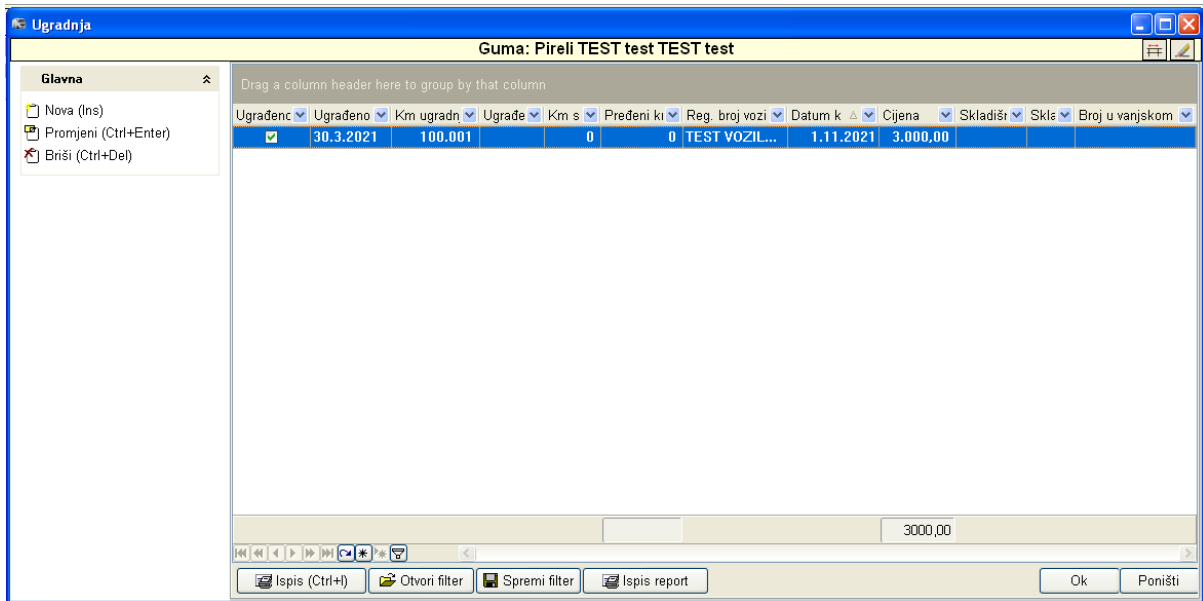 Ugradnja
Guma: Pireli TEST test TEST test
Glavna
Nova (Ins)
Promjeni (Ctrl+Enter)
Briši (Ctrl+Del)
Drag a column header here to group by that column
Ugrađenc Ugrađeno Km ugradnj Ugrađe Km s Pređeni ki Reg. broj vozi Datum k Cijena Skladišt Skla Broj u vanjskom
30.3.2021 100.001 0 0 TEST VOZIL... 1.11.2021 3.000,00
3000,00
Ispis (Ctrl+I) Otvori filter Spremi filter Ispis report Ok Poništi